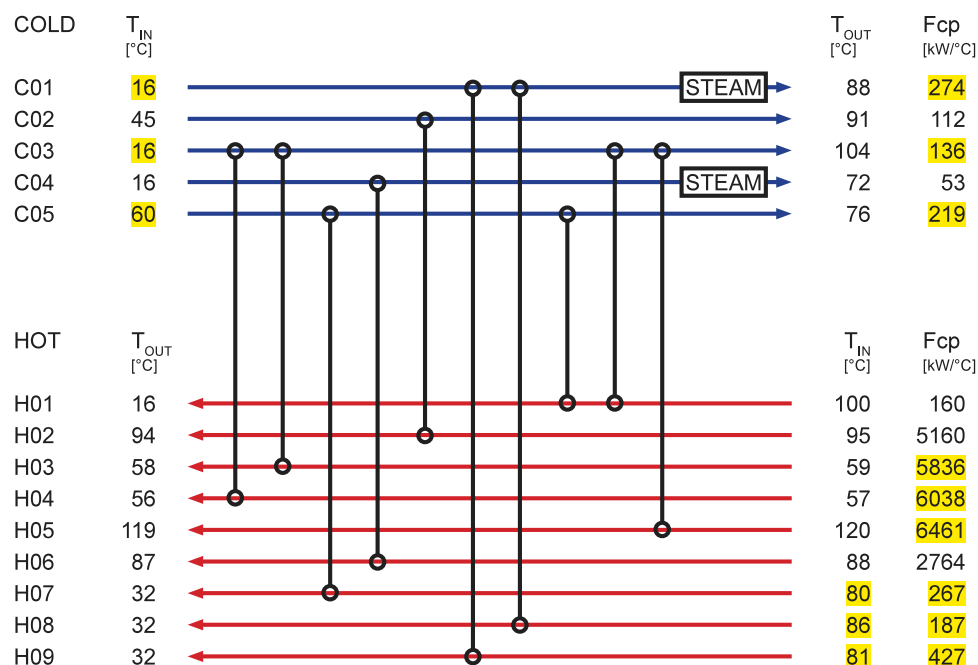 COLD T_IN T_OUT Fcp
[°C] [°C] [kW/°C]
C01 16 STEAM 88 274
C02 45 91 112
C03 16 104 136
C04 16 STEAM 72 53
C05 60 76 219
HOT T_OUT T_IN Fcp
[°C] [°C] [kW/°C]
H01 16 100 160
H02 94 95 5160
H03 58 59 5836
H04 56 57 6038
H05 119 120 6461
H06 87 88 2764
H07 32 80 267
H08 32 86 187
H09 32 81 427